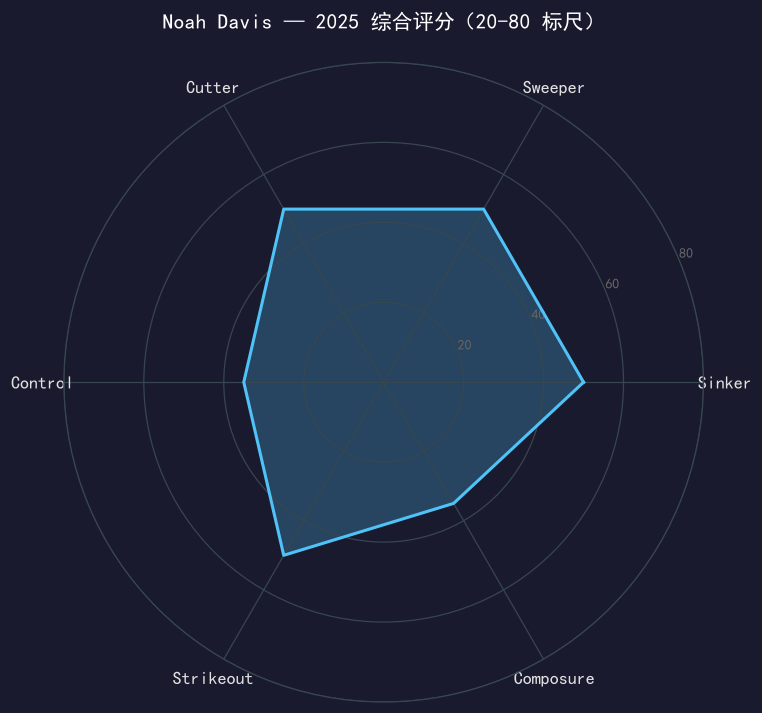 Noah Davis — 2025 综合评分（20-80 标尺）
Cutter
Sweeper
80
60
40
20
Control
Sinker
Strikeout
Composure